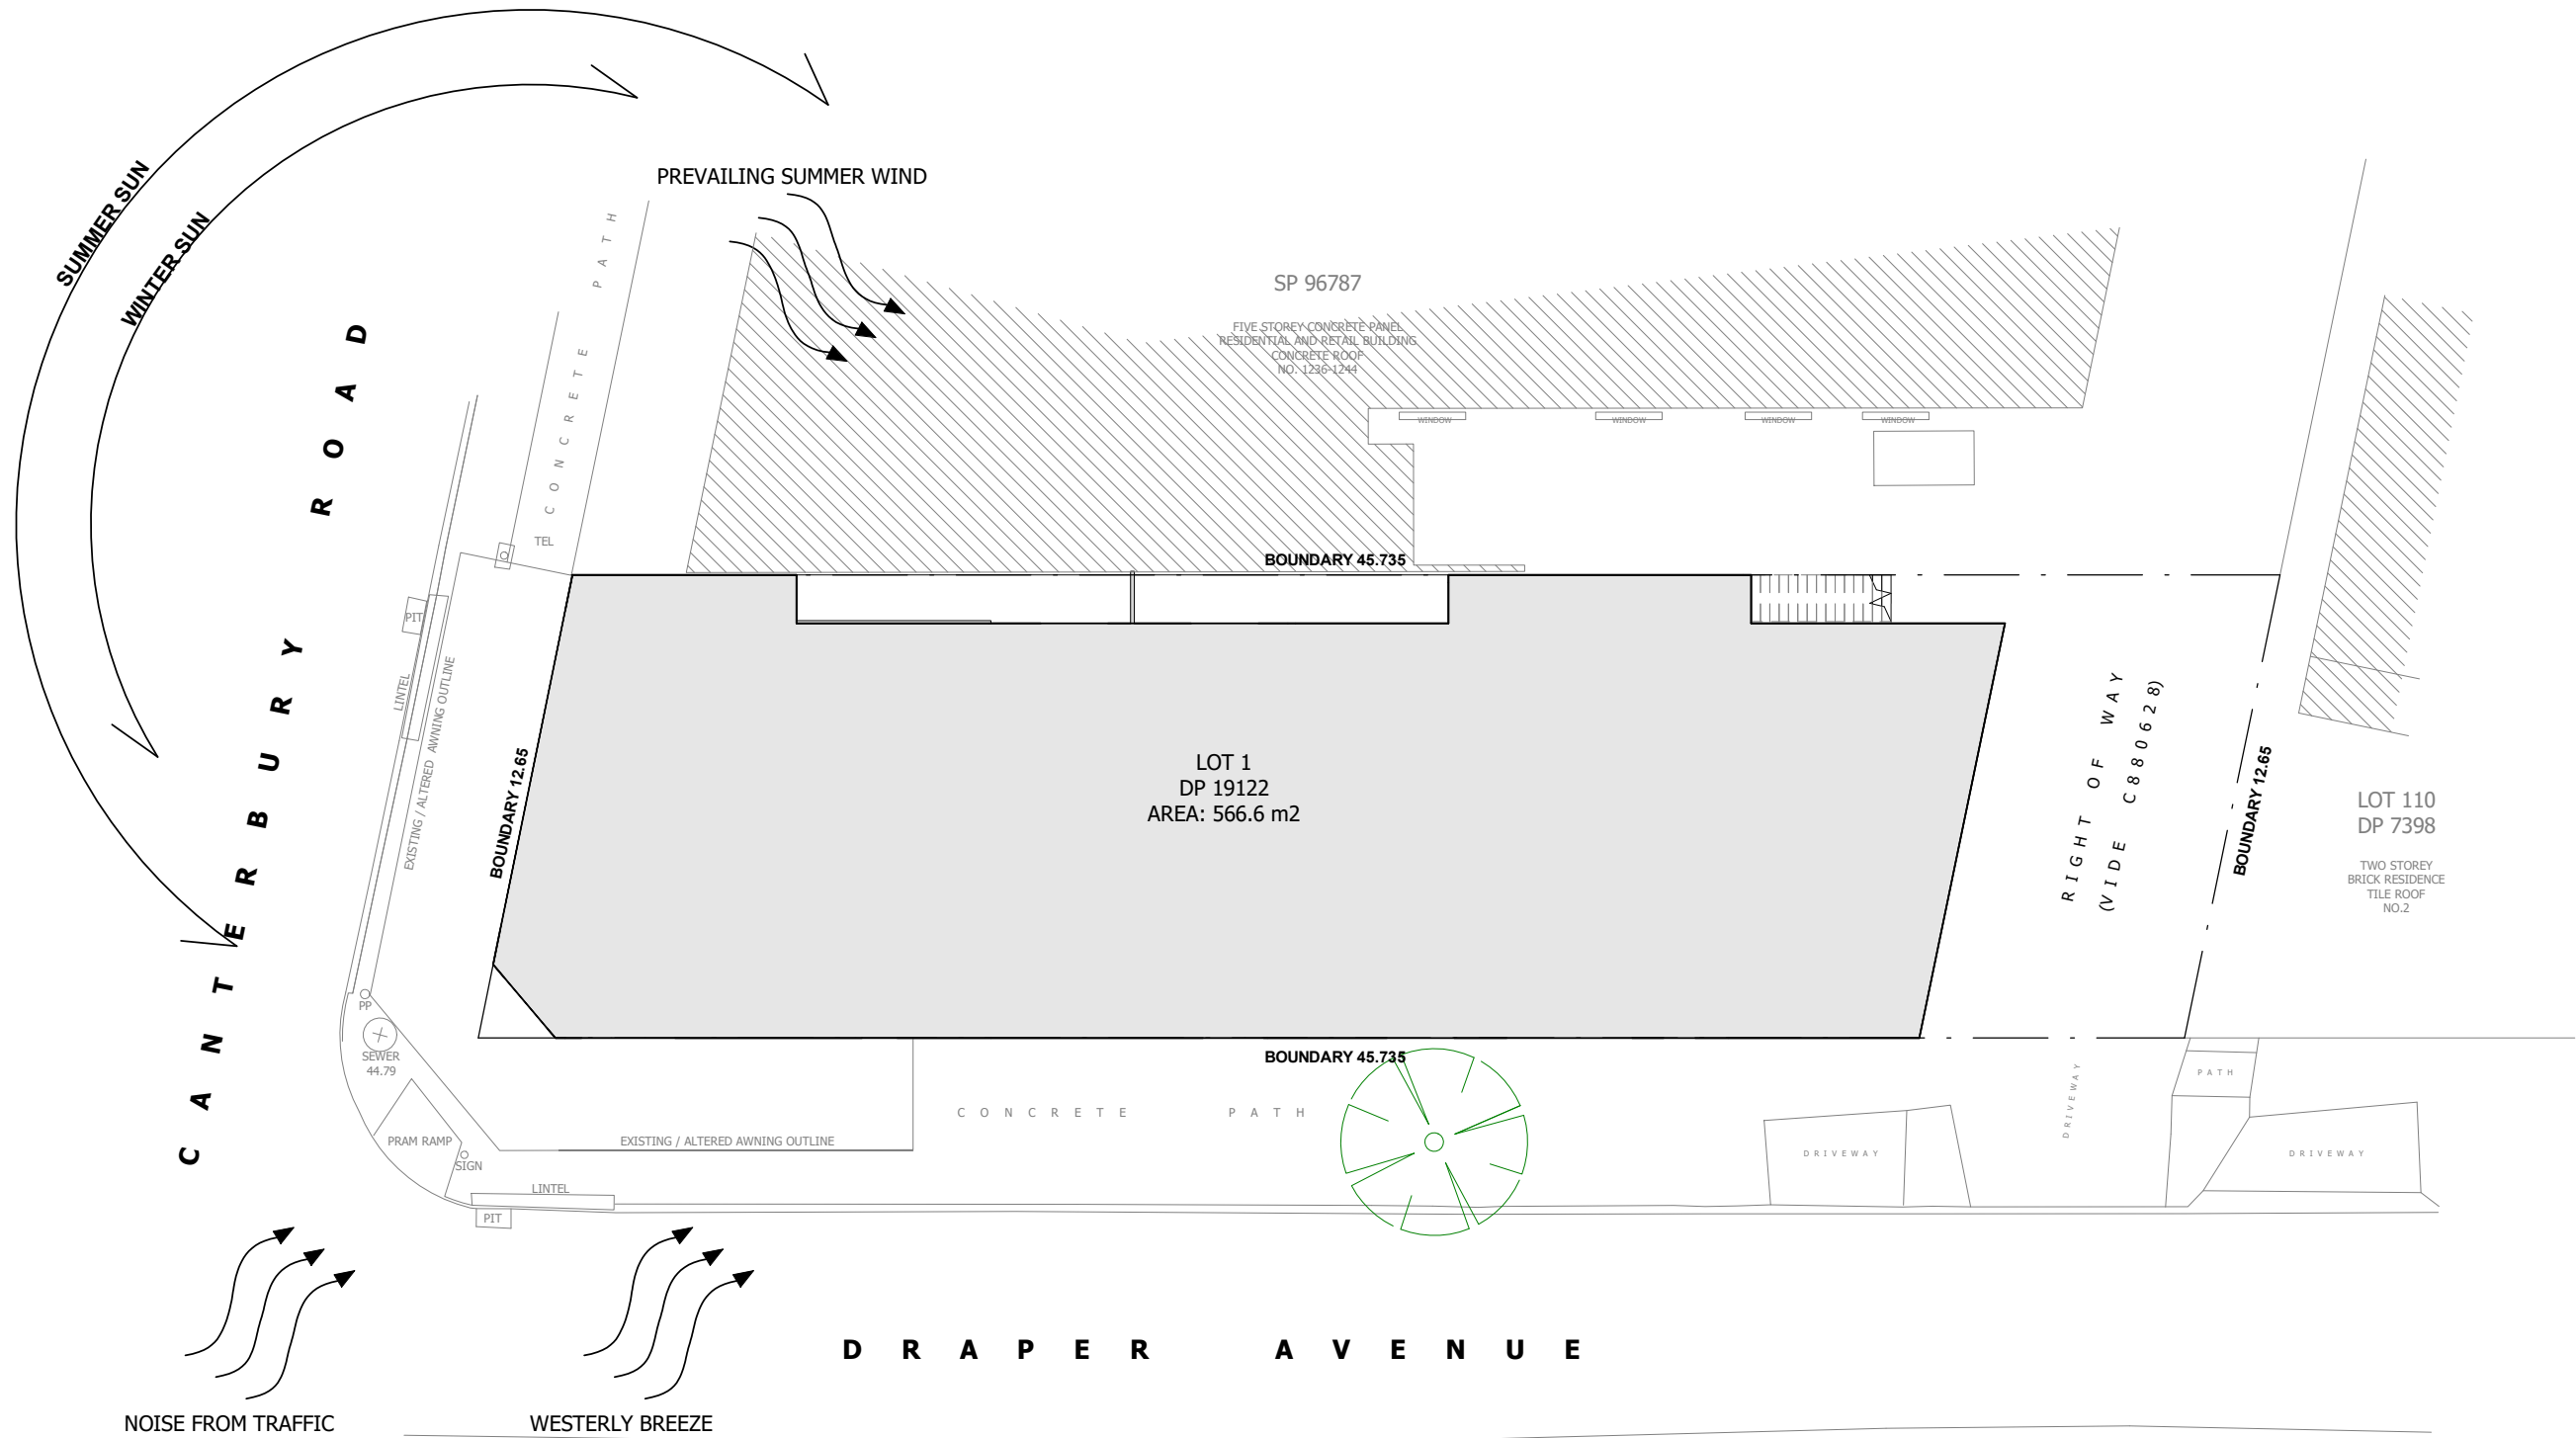 SUMMER SUN
WINTER SUN
PREVAILING SUMMER WIND
CANTERBURY ROAD
CONCRETE PATH
SP 96787
FIVE STOREY CONCRETE PANEL
RESIDENTIAL AND RETAIL BUILDING
CONCRETE ROOF
NO. 1236-1244
WINDOW
WINDOW
WINDOW
WINDOW
TEL
BOUNDARY 45.735
PIT
LINTEL
EXISTING / ALTERED AWNING OUTLINE
BOUNDARY 12.65
LOT 1
DP 19122
AREA: 566.6 m2
RIGHT OF WAY
(VIDE C880628)
BOUNDARY 12.65
LOT 110
DP 7398
TWO STOREY
BRICK RESIDENCE
TILE ROOF
NO.2
PP
SEWER
44.79
BOUNDARY 45.735
PATH
CONCRETE PATH
DRIVEWAY
PRAM RAMP
EXISTING / ALTERED AWNING OUTLINE
DRIVEWAY
DRIVEWAY
SIGN
LINTEL
PIT
DRAPER AVENUE
NOISE FROM TRAFFIC
WESTERLY BREEZE